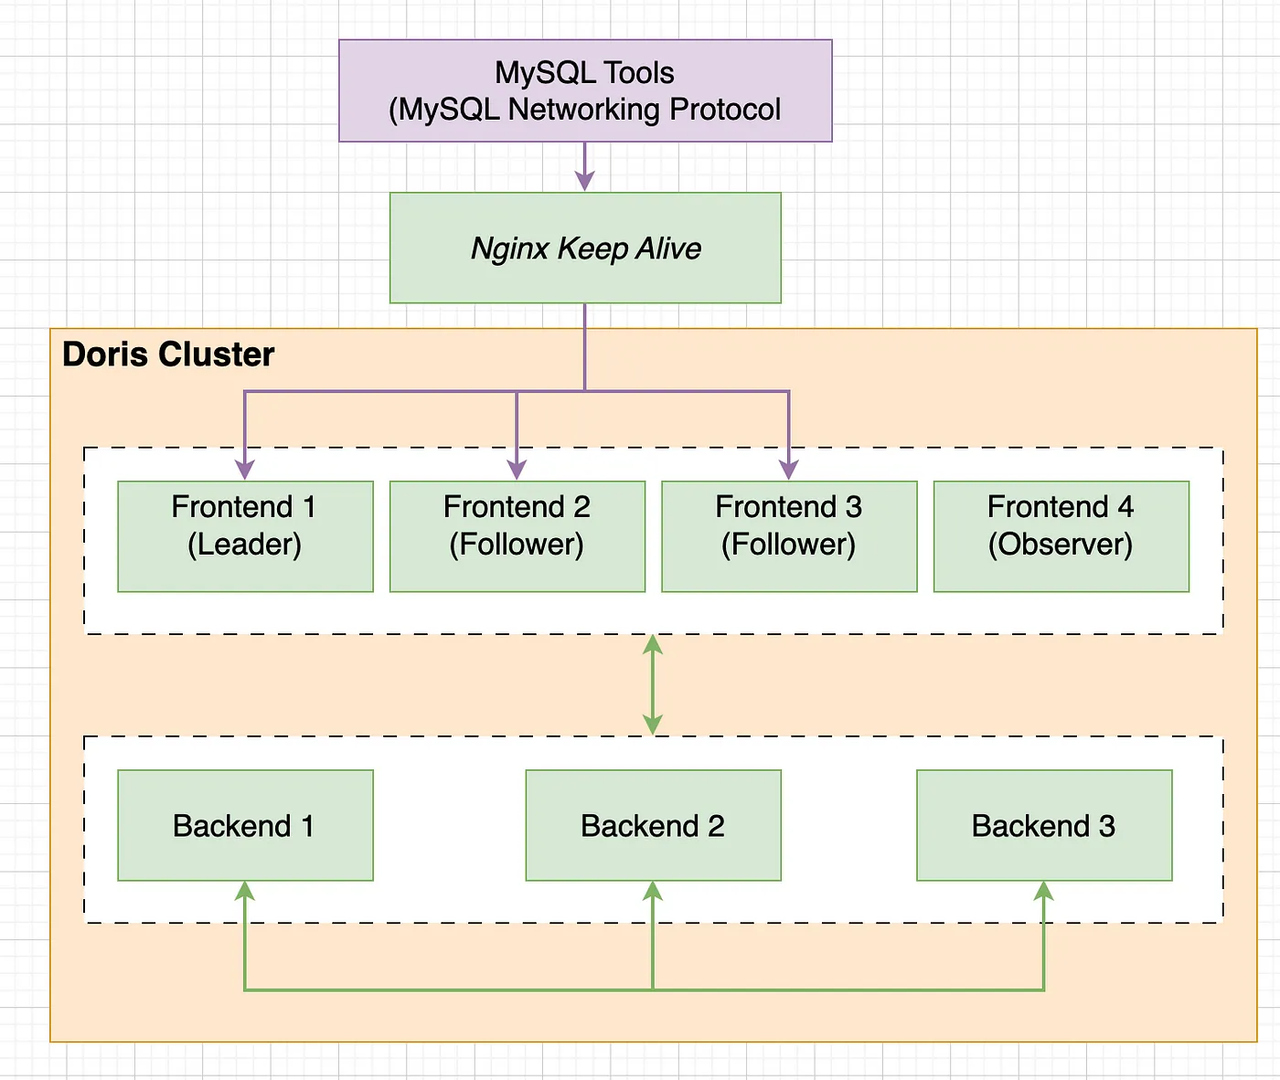 MySQL Tools
(MySQL Networking Protocol
Nginx Keep Alive
Doris Cluster
Frontend 1
(Leader)
Frontend 2
(Follower)
Frontend 3
(Follower)
Frontend 4
(Observer)
Backend 1
Backend 2
Backend 3